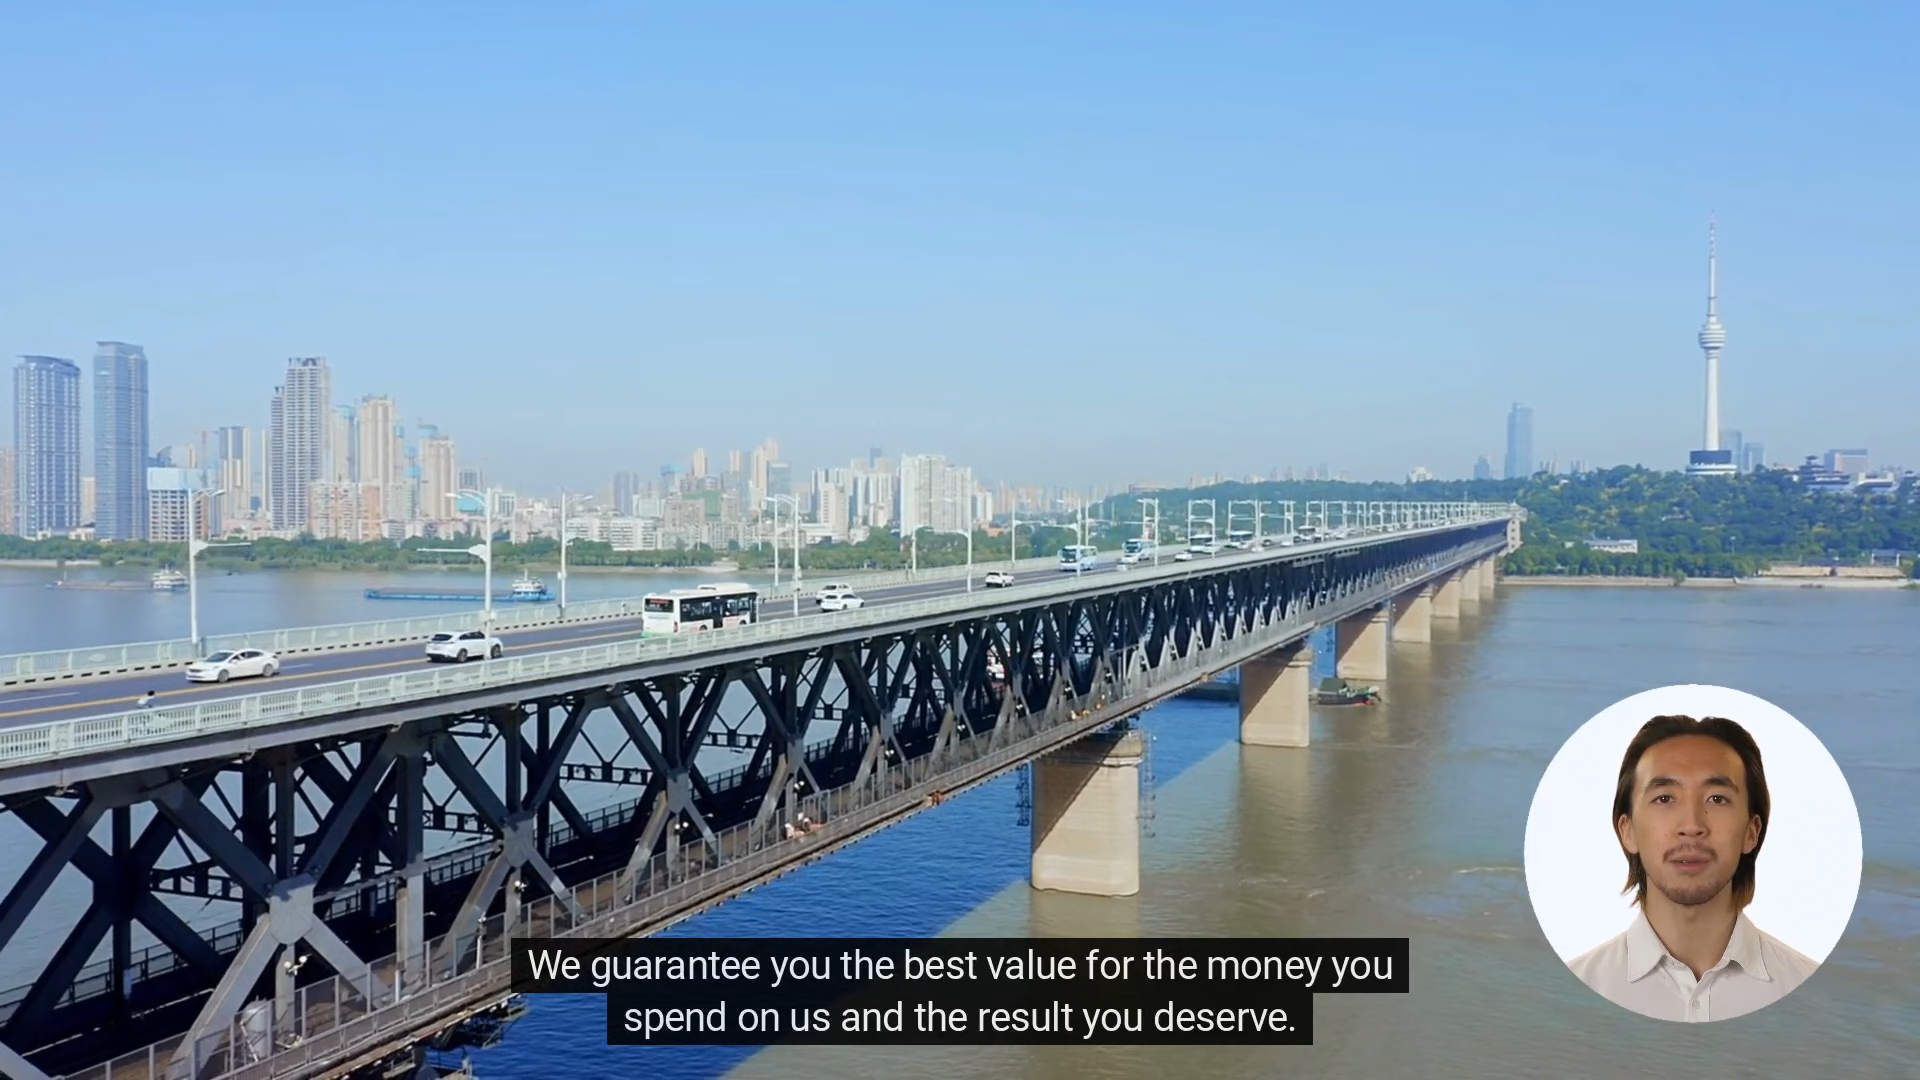 We guarantee you the best value for the money you
spend on us and the result you deserve.